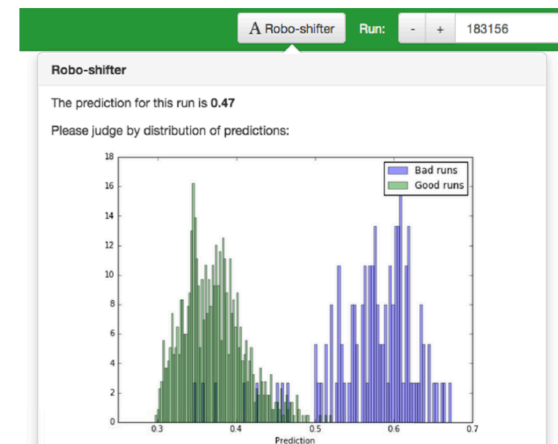 A Robo-shifter Run: - + 183156
Robo-shifter
The prediction for this run is 0.47
Please judge by distribution of predictions:
18
16
14
12
10
8
6
4
2
0
Bad runs
Good runs
0.3 0.4 0.5 0.6 0.7
Prediction